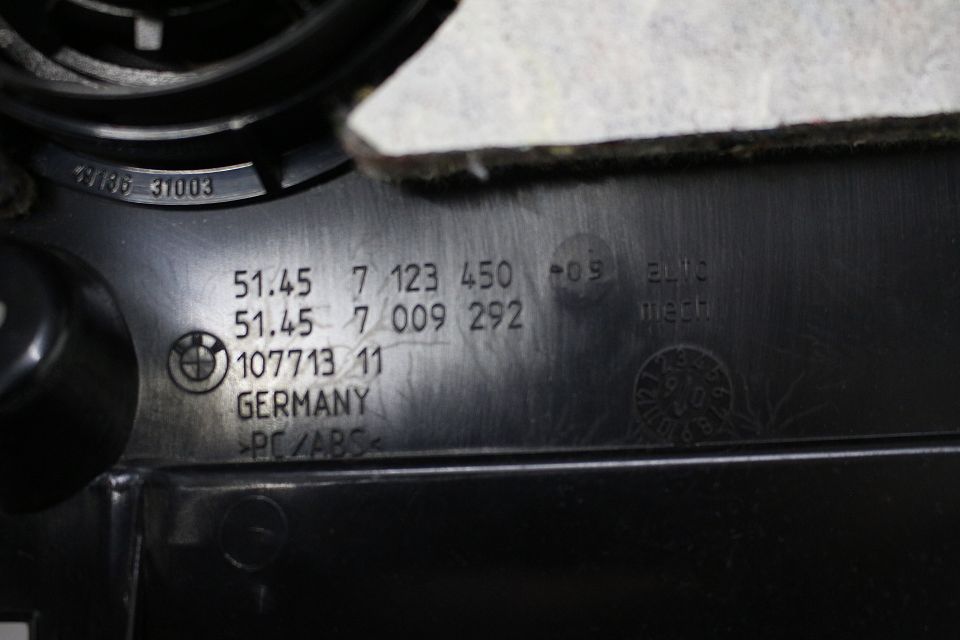 31003
51.45 7 123 450 -09 auto
51.45 7 009 292 mech
107713 11
GERMANY
>PC/ABS<